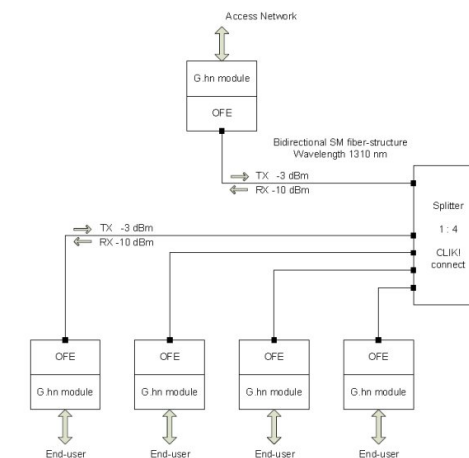 Access Network
G.hn module
OFE
Bidirectional SM fiber-structure
Wavelength 1310 nm
TX -3 dBm
RX -10 dBm
Splitter
1 : 4
CLIKI
connect
TX -3 dBm
RX -10 dBm
OFE OFE OFE OFE
G.hn module G.hn module G.hn module G.hn module
End-user End-user End-user End-user